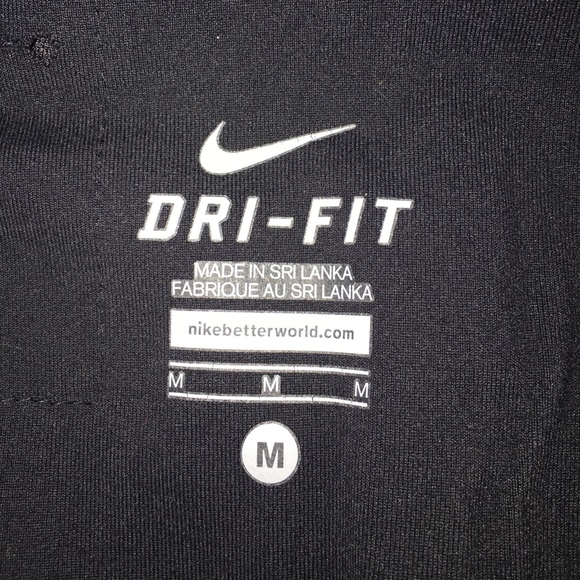 DRI-FIT
MADE IN SRI LANKA
FABRIQUE AU SRI LANKA
nikebetterworld.com
M M M
M